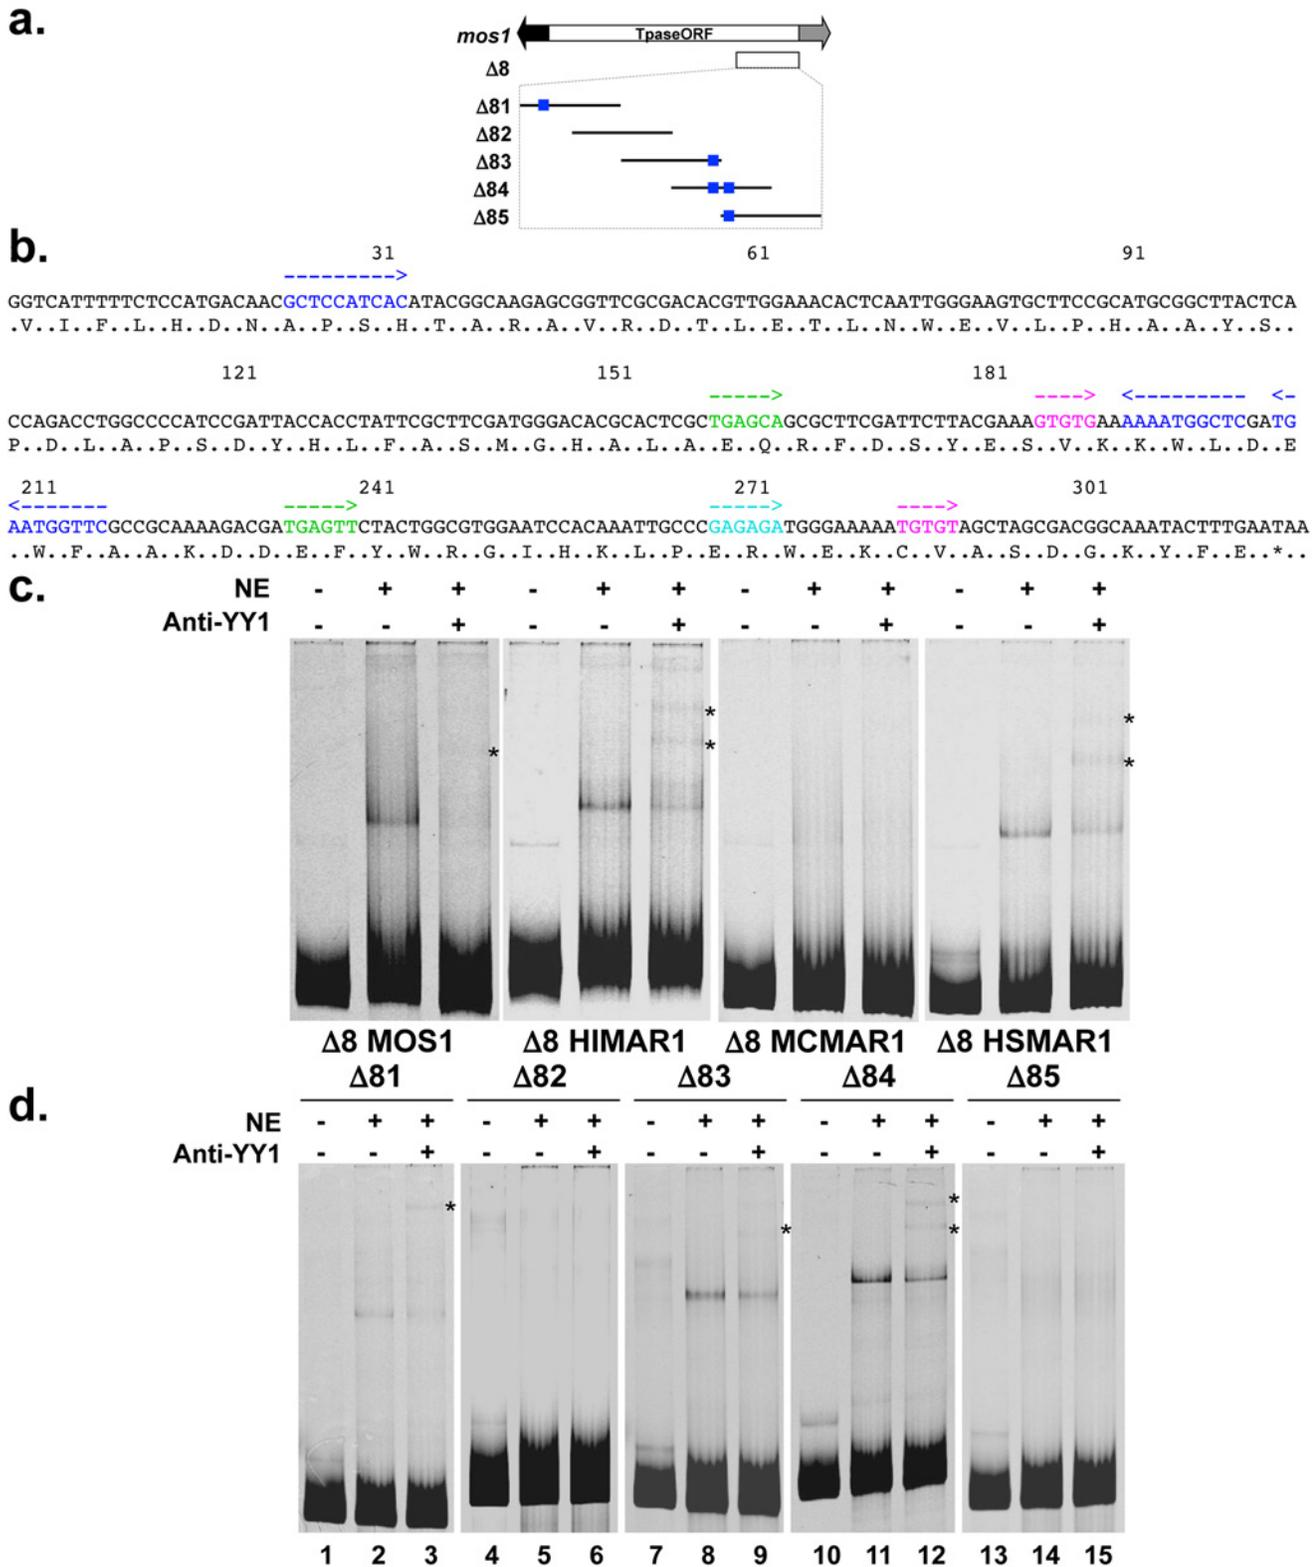 a.
mos1 TpaseORF
Δ8
Δ81
Δ82
Δ83
Δ84
Δ85
b.
31 61 91
--------->
GGTCATTTTTCTCCATGACAACGCTCCATCACATACGGCAAGAGCGGTTCGCGACACGTTGGAAACACTCAATTGGGAAGTGCTTCCGCATGCGGCTTACTCA
.V..I..F..L..H..D..N..A..P..S..H..T..A..R..A..V..R..D..T..L..E..T..L..N..W..E..V..L..P..H..A..A..Y..S..
121 151 181
-----> ----> <---------- <-
CCAGACCTGGCCCCATCCGATTACCACCTATTCGCTTCGATGGGACACGCACTCGCTGAGCAGCGCTTCGATTCTTACGAAAGTGTGAAAAAATGGCTCGATG
P..D..L..A..P..S..D..Y..H..L..F..A..S..M..G..H..A..L..A..E..Q..R..F..D..S..Y..E..S..V..K..K..W..L..D..E
211 241 271 301
<------- -----> -----> ---->
AATGGTTCGCCGCAAAAGACGATGAGTTCTACTGGCGTGGAATCCACAAATTGCCCGAGAGATGGGAAAAATGTGTAGCTAGCGACGGCAAATACTTTGAATAA
..W..F..A..A..K..D..D..E..F..Y..W..R..G..I..H..K..L..P..E..R..W..E..K..C..V..A..S..D..G..K..Y..F..E..*..
c.
NE - + + - + + - + + - + +
Anti-YY1 - - + - - + - - + - - +
* * * * *
Δ8 MOS1 Δ8 HIMAR1 Δ8 MCMAR1 Δ8 HSMAR1
d.
Δ81 Δ82 Δ83 Δ84 Δ85
NE - + + - + + - + + - + + - + +
Anti-YY1 - - + - - + - - + - - + - - +
* * * *
1 2 3 4 5 6 7 8 9 10 11 12 13 14 15